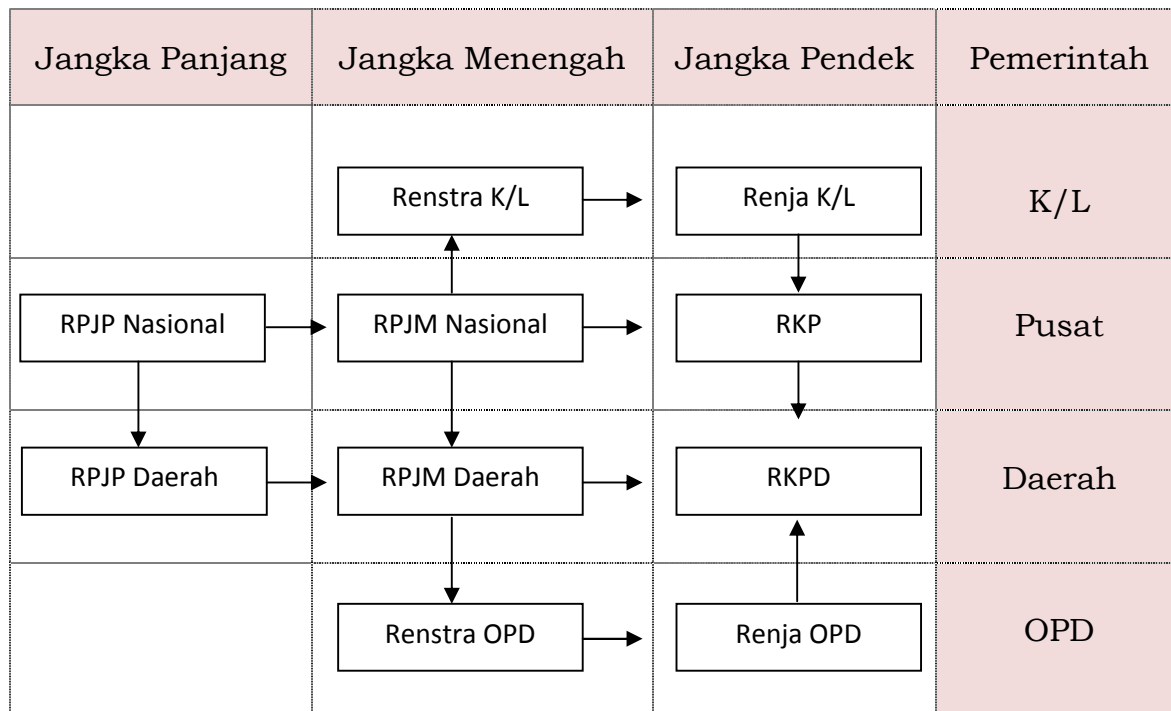 Jangka Panjang Jangka Menengah Jangka Pendek Pemerintah
Renstra K/L Renja K/L K/L
RPJP Nasional RPJM Nasional RKP Pusat
RPJP Daerah RPJM Daerah RKPD Daerah
Renstra OPD Renja OPD OPD